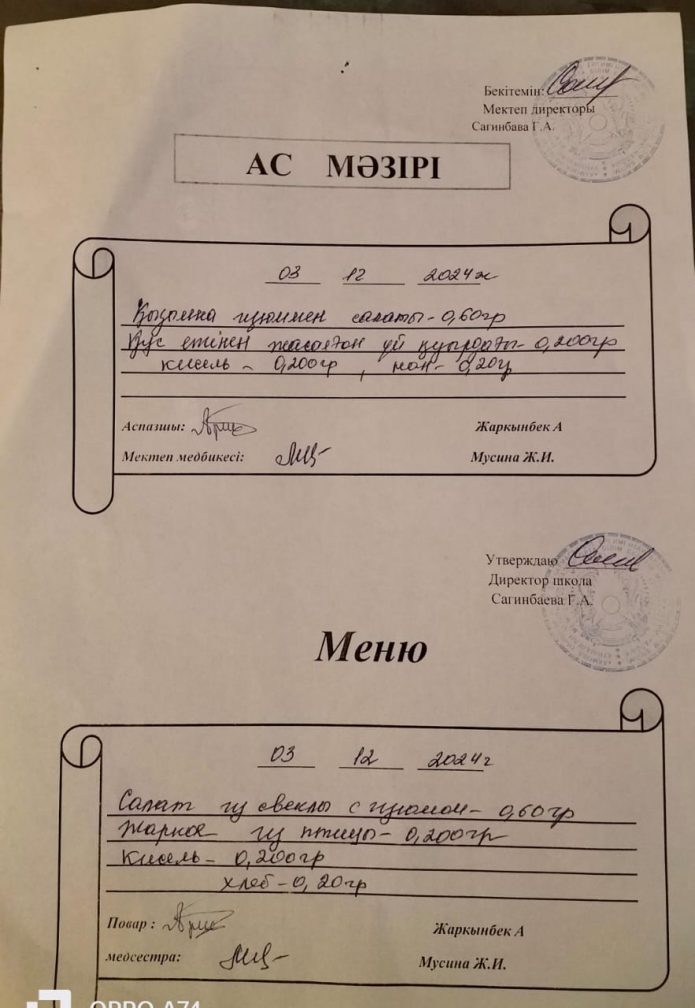 Бекітемін:
Мектеп директоры
Сагинбава Г.А.
АС МӘЗІРІ
03 12 2024ж
Қызылша изюммен салаты - 0,60гр
Құс етінен жасалған үй қуырдағы - 0,200гр
кисель - 0,200гр, нан - 0,20гр
Аспазшы: Жаркынбек А
Мектеп медбикесі: Мусина Ж.И.
Утверждаю
Директор школа
Сагинбаева Г.А.
Меню
03 12 2024г
Салат из свеклы с изюмом - 0,60гр
Жаркое из птицы - 0,200гр
Кисель - 0,200гр
хлеб - 0,20гр
Повар : Жаркынбек А
медсестра: Мусина Ж.И.
OPPO A74